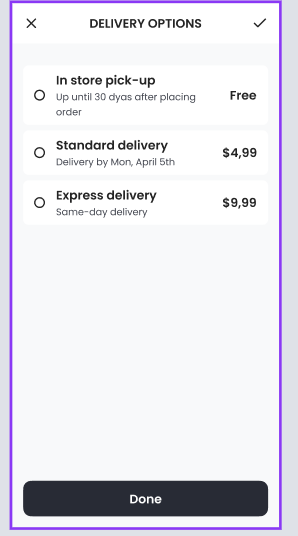 DELIVERY OPTIONS
In store pick-up
Up until 30 dyas after placing
order
Free
Standard delivery
Delivery by Mon, April 5th
$4,99
Express delivery
Same-day delivery
$9,99
Done